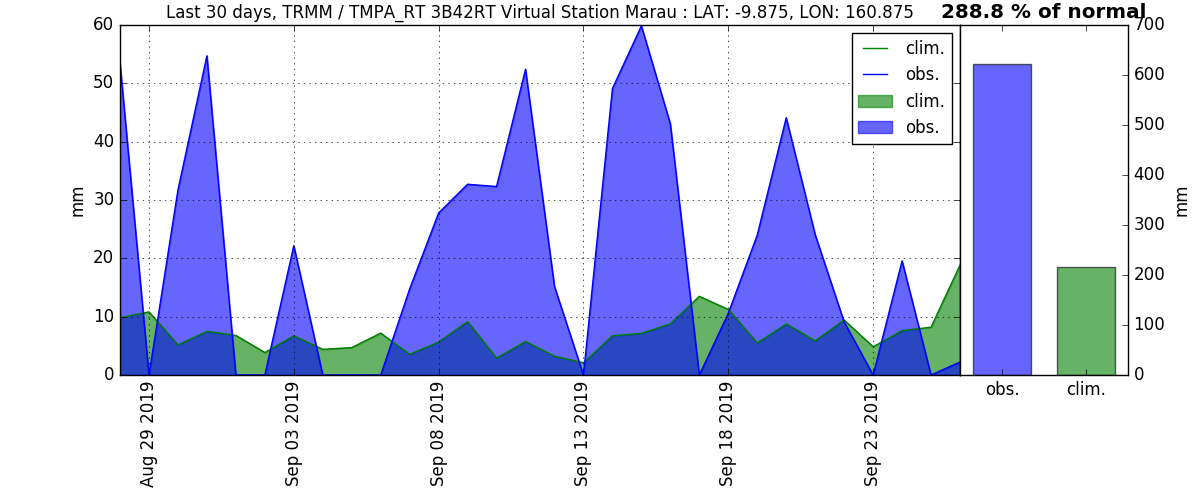 Last 30 days, TRMM / TMPA_RT 3B42RT Virtual Station Marau : LAT: -9.875, LON: 160.875
288.8 % of normal
mm
60
50
40
30
20
10
0
clim.
obs.
clim.
obs.
700
600
500
400
300
200
100
0
mm
obs.
clim.
Aug 29 2019
Sep 03 2019
Sep 08 2019
Sep 13 2019
Sep 18 2019
Sep 23 2019